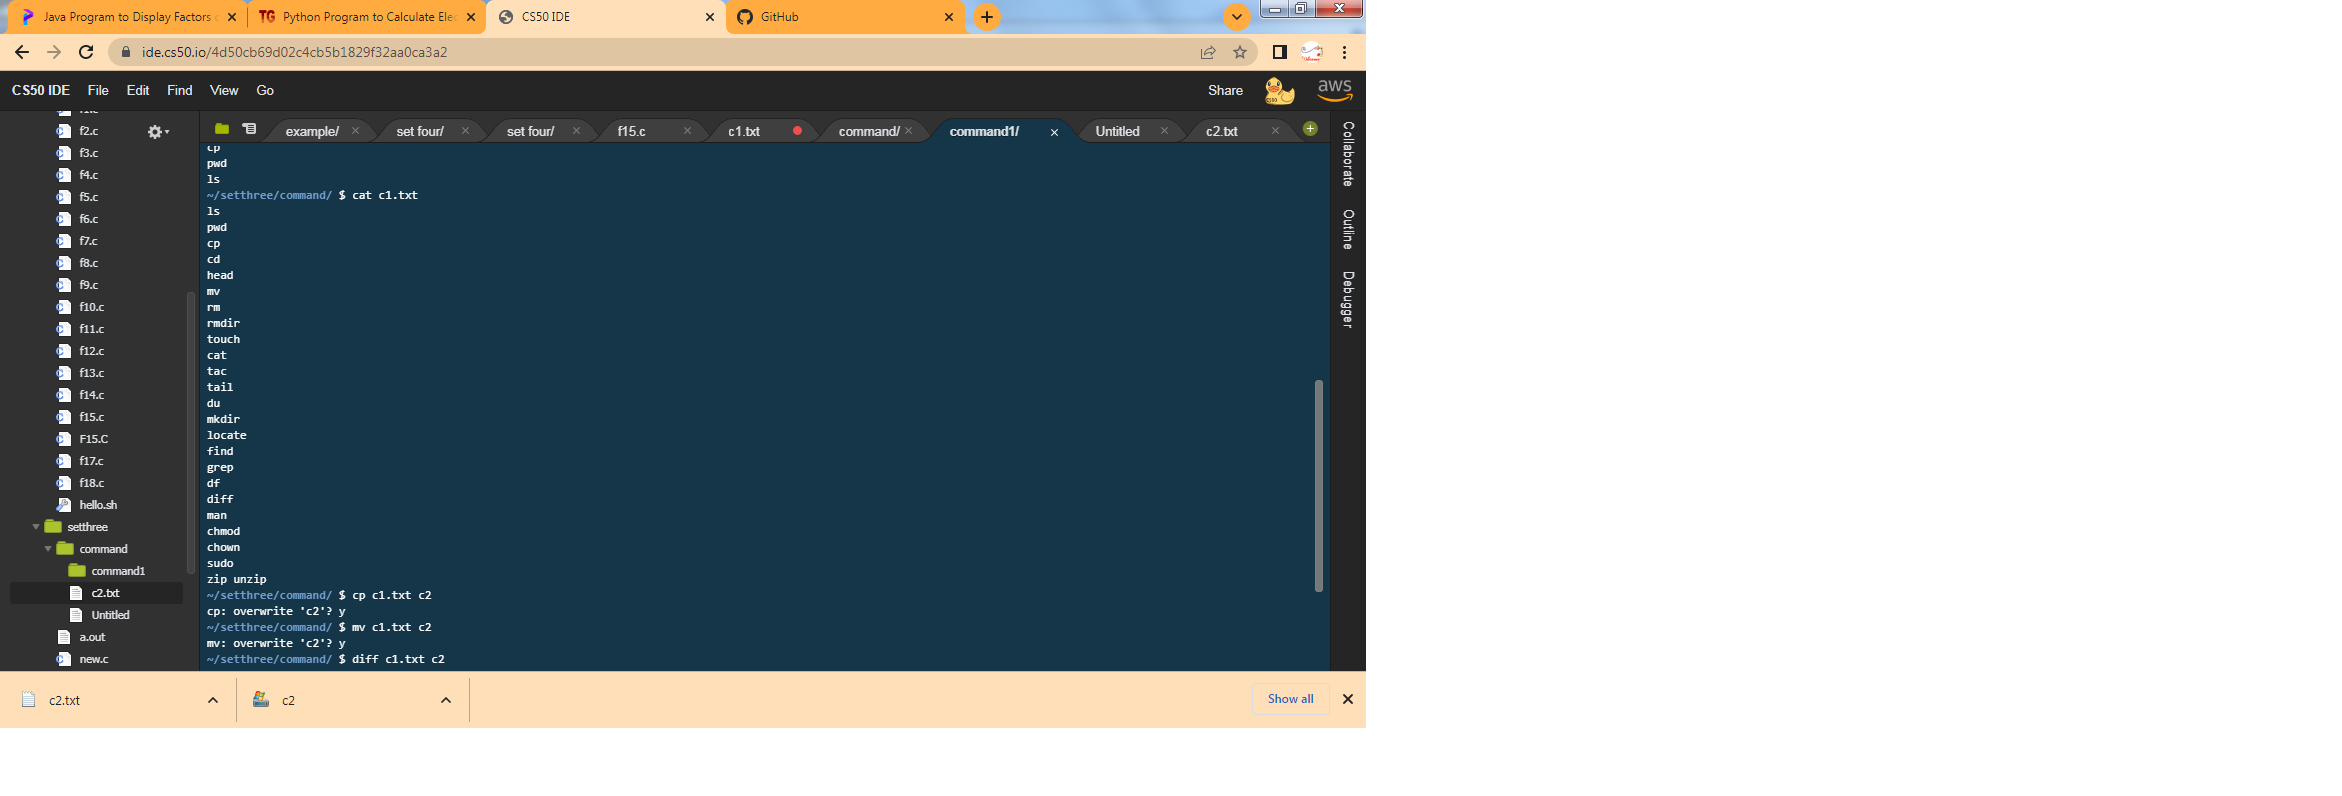 Java Program to Display Factors
Python Program to Calculate Ele
CS50 IDE
GitHub
ide.cs50.io/4d50cb69d02c4cb5b1829f32aa0ca3a2
CS50 IDE File Edit Find View Go Share aws
f2.c
f3.c
f4.c
f5.c
f6.c
f7.c
f8.c
f9.c
f10.c
f11.c
f12.c
f13.c
f14.c
f15.c
F15.C
f17.c
f18.c
hello.sh
setthree
command
command1
c2.txt
Untitled
a.out
new.c
example/ set four/ set four/ f15.c c1.txt command/ command1/ Untitled c2.txt
cp
pwd
ls
~/setthree/command/ $ cat c1.txt
ls
pwd
cp
cd
head
mv
rm
rmdir
touch
cat
tac
tail
du
mkdir
locate
find
grep
df
diff
man
chmod
chown
sudo
zip unzip
~/setthree/command/ $ cp c1.txt c2
cp: overwrite 'c2'? y
~/setthree/command/ $ mv c1.txt c2
mv: overwrite 'c2'? y
~/setthree/command/ $ diff c1.txt c2
Collaborate
Outline
Debugger
c2.txt
c2
Show all